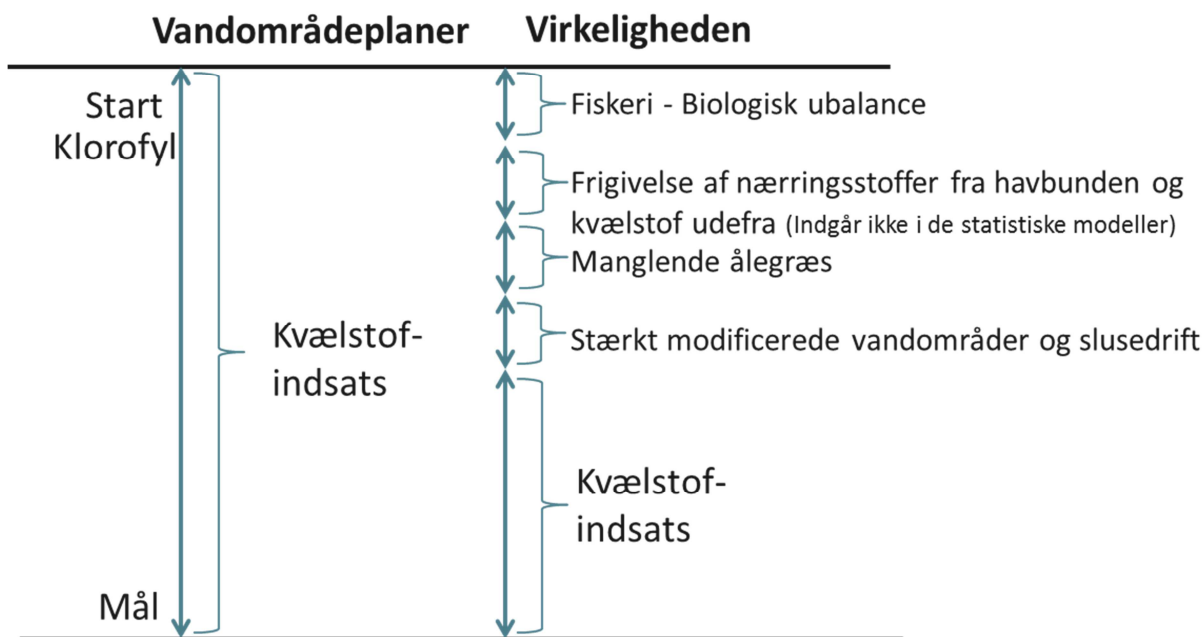 Vandområdeplaner
Virkeligheden
Start
Klorofyl
Kvælstof-
indsats
Mål
Fiskeri - Biologisk ubalance
Frigivelse af nærringsstoffer fra havbunden og
kvælstof udefra (Indgår ikke i de statistiske modeller)
Manglende ålegræs
Stærkt modificerede vandområder og slusedrift
Kvælstof-
indsats